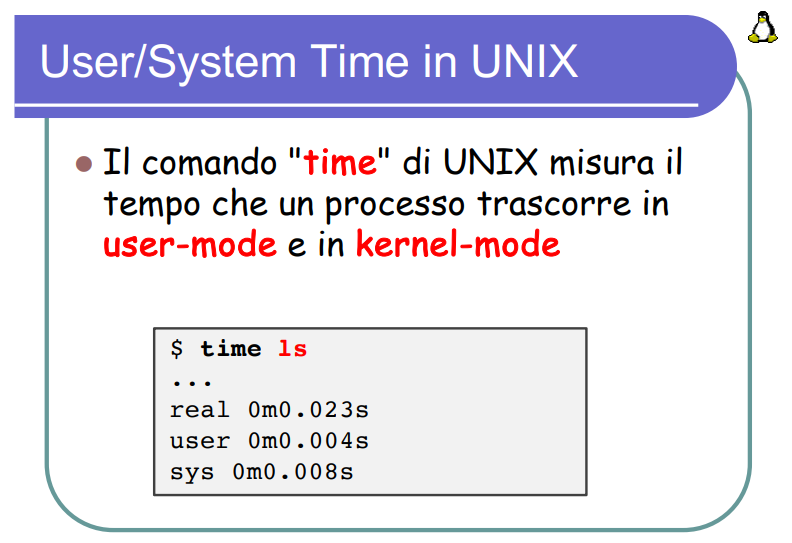 User/System Time in UNIX
Il comando "time" di UNIX misura il
tempo che un processo trascorre in
user-mode e in kernel-mode
$ time ls
...
real 0m0.023s
user 0m0.004s
sys 0m0.008s